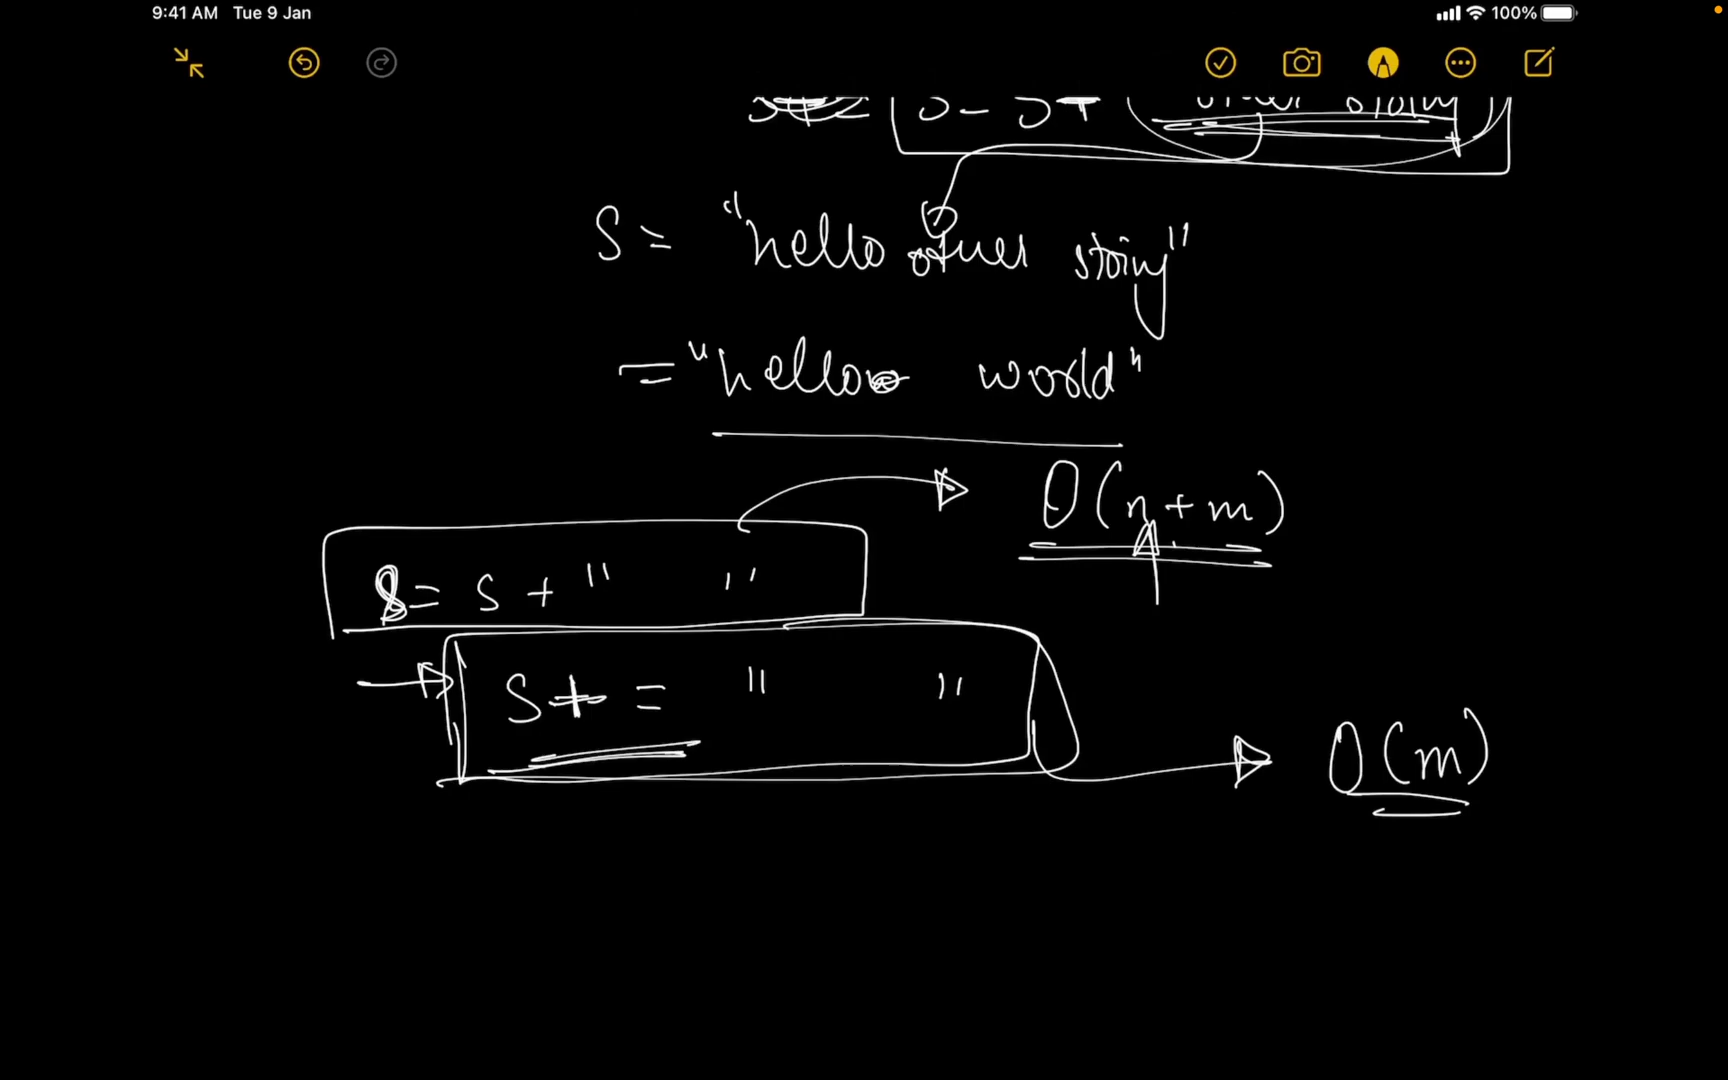 9:41 AM Tue 9 Jan 100%
S = "hello other string"
= "hello world"
O(n+m)
S = S + " "
S+ = " "
O(m)